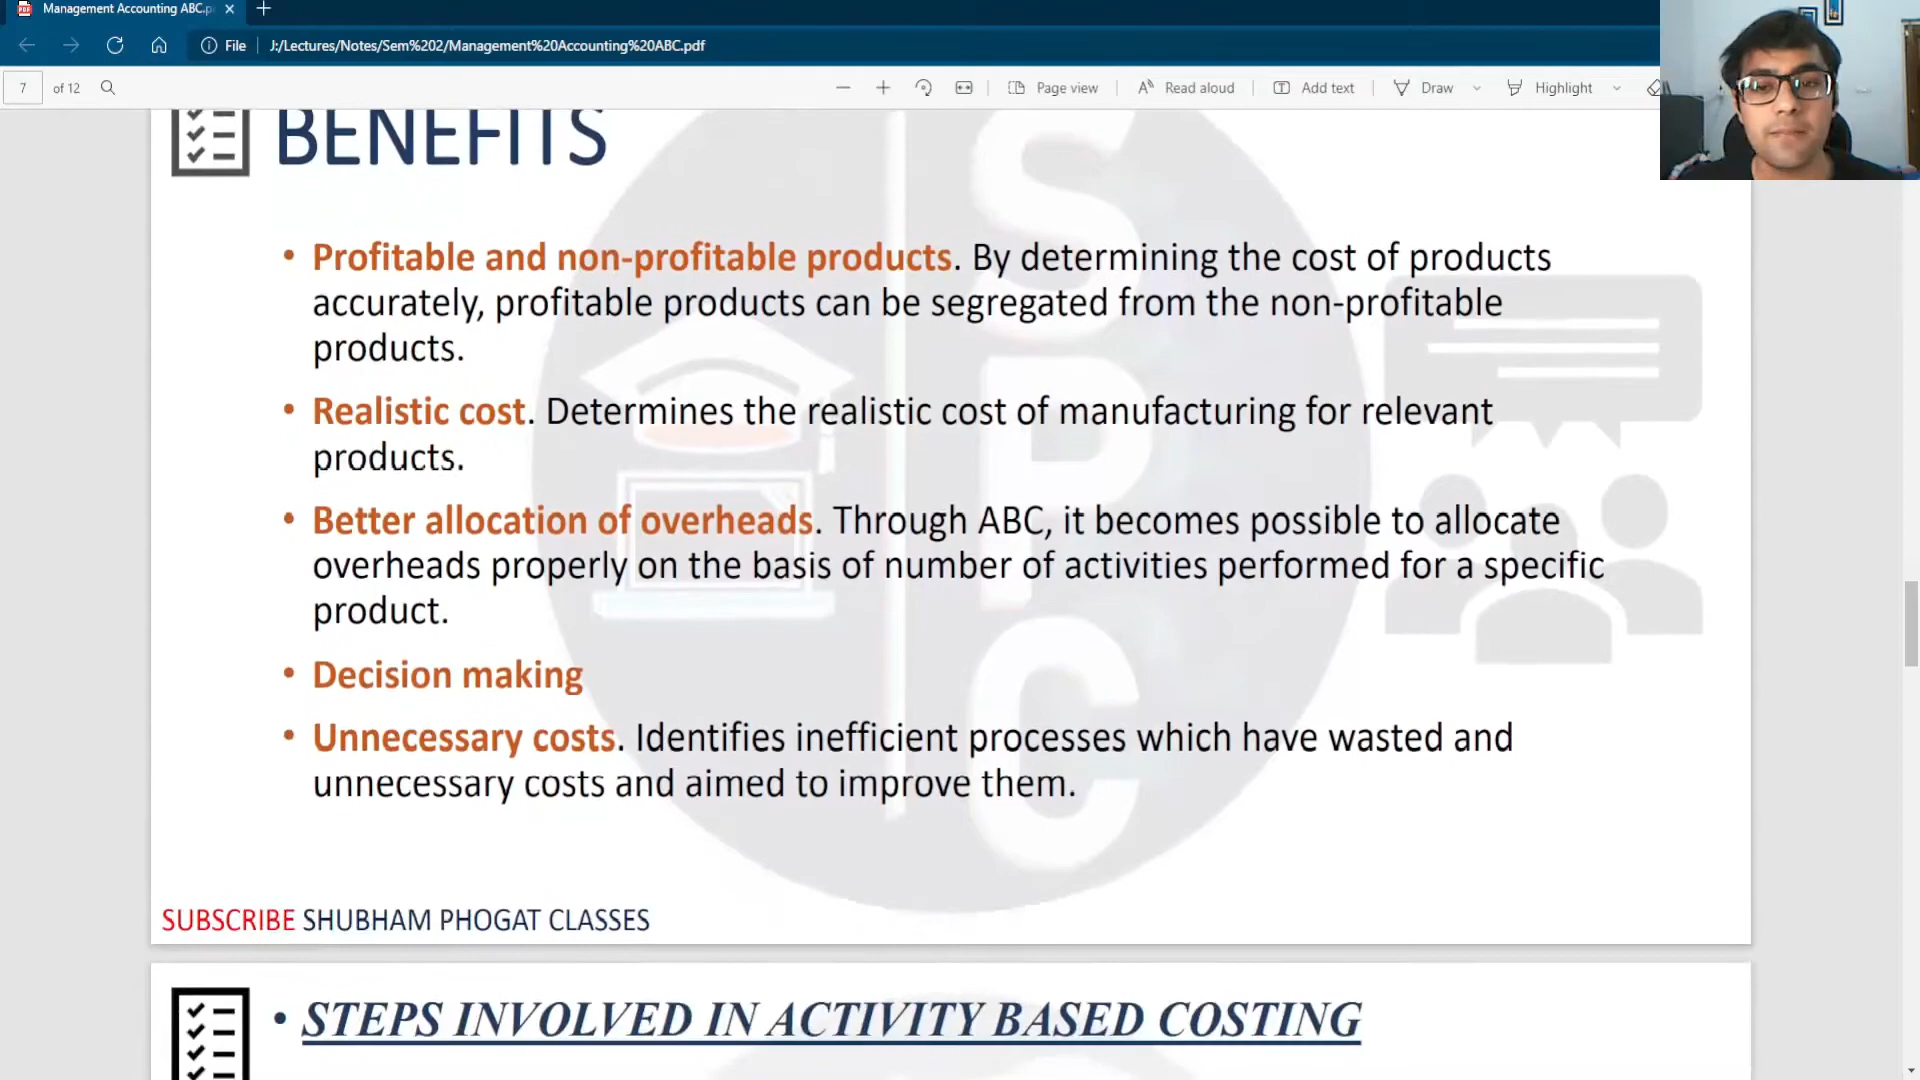 Management Accounting ABC.p
File J:/Lectures/Notes/Sem%202/Management%20Accounting%20ABC.pdf
7 of 12 Page view Read aloud Add text Draw Highlight
BENEFITS
• Profitable and non-profitable products. By determining the cost of products
accurately, profitable products can be segregated from the non-profitable
products.
• Realistic cost. Determines the realistic cost of manufacturing for relevant
products.
• Better allocation of overheads. Through ABC, it becomes possible to allocate
overheads properly on the basis of number of activities performed for a specific
product.
• Decision making
• Unnecessary costs. Identifies inefficient processes which have wasted and
unnecessary costs and aimed to improve them.
S
P
C
SUBSCRIBE SHUBHAM PHOGAT CLASSES
• STEPS INVOLVED IN ACTIVITY BASED COSTING